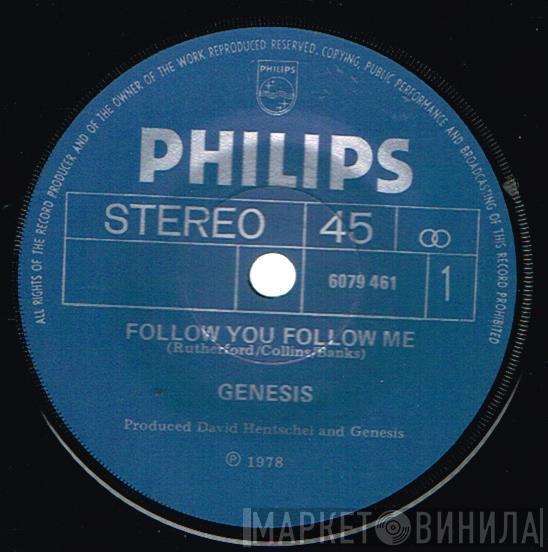 ALL RIGHTS OF THE RECORD PRODUCER AND OF THE OWNER OF THE WORK REPRODUCED RESERVED. COPYING, PUBLIC PERFORMANCE AND BROADCASTING OF THIS RECORD PROHIBITED
PHILIPS
PHILIPS
STEREO 45
6079 461 1
FOLLOW YOU FOLLOW ME
(Rutherford/Collins/Banks)
GENESIS
Produced David Hentschel and Genesis
Ⓟ 1978
МАРКЕТ ВИНИЛА